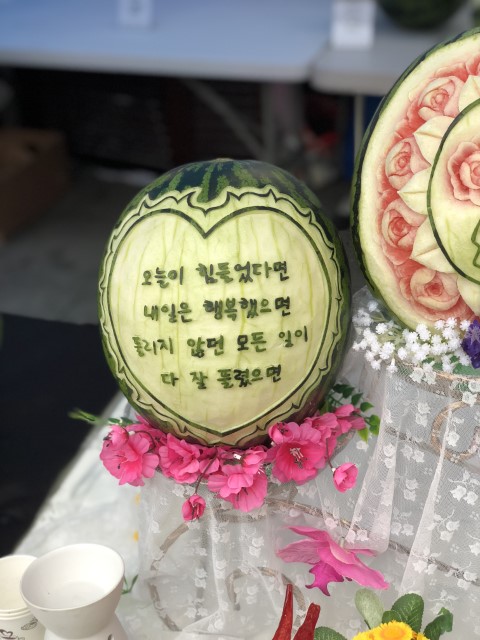 오늘이 힘들었다면
내일은 행복했으면
풀리지 않던 모든 일이
다 잘 풀렸으면